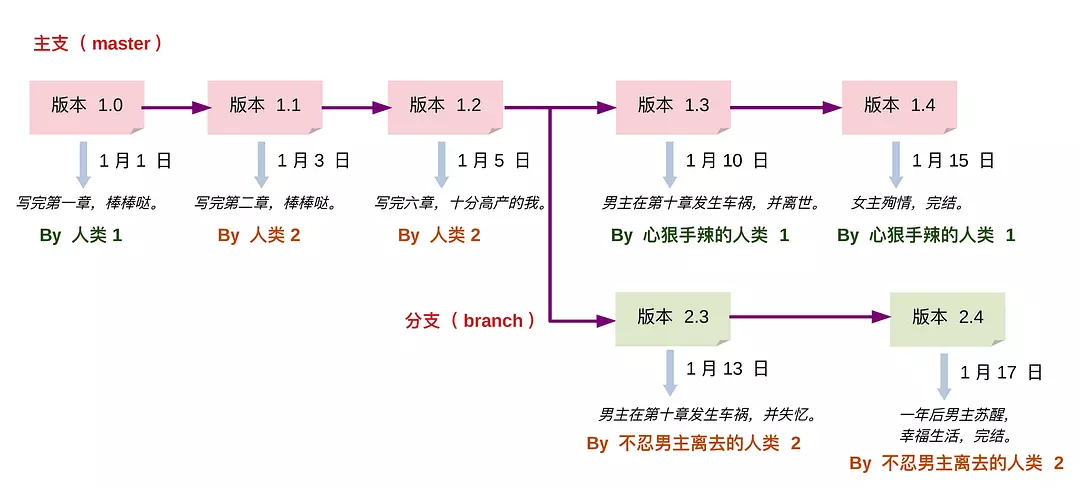 主支（master）
版本 1.0
版本 1.1
版本 1.2
版本 1.3
版本 1.4
1 月 1 日
1 月 3 日
1 月 5 日
1 月 10 日
1 月 15 日
写完第一章，棒棒哒。
写完第二章，棒棒哒。
写完六章，十分高产的我。
男主在第十章发生车祸，并离世。
女主殉情，完结。
By 人类 1
By 人类 2
By 人类 2
By 心狠手辣的人类 1
By 心狠手辣的人类 1
分支（branch）
版本 2.3
版本 2.4
1 月 13 日
1 月 17 日
男主在第十章发生车祸，并失忆。
一年后男主苏醒，
幸福生活，完结。
By 不忍男主离去的人类 2
By 不忍男主离去的人类 2